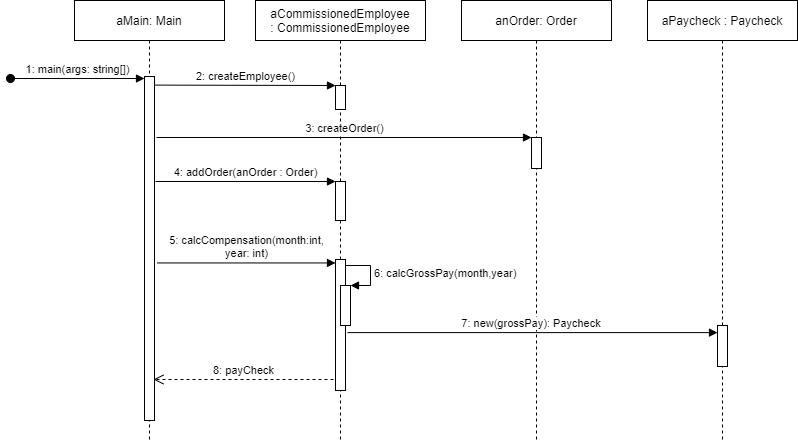 aMain: Main
aCommissionedEmployee
: CommissionedEmployee
anOrder: Order
aPaycheck : Paycheck
1: main(args: string[])
2: createEmployee()
3: createOrder()
4: addOrder(anOrder : Order)
5: calcCompensation(month:int,
year: int)
6: calcGrossPay(month,year)
7: new(grossPay): Paycheck
8: payCheck